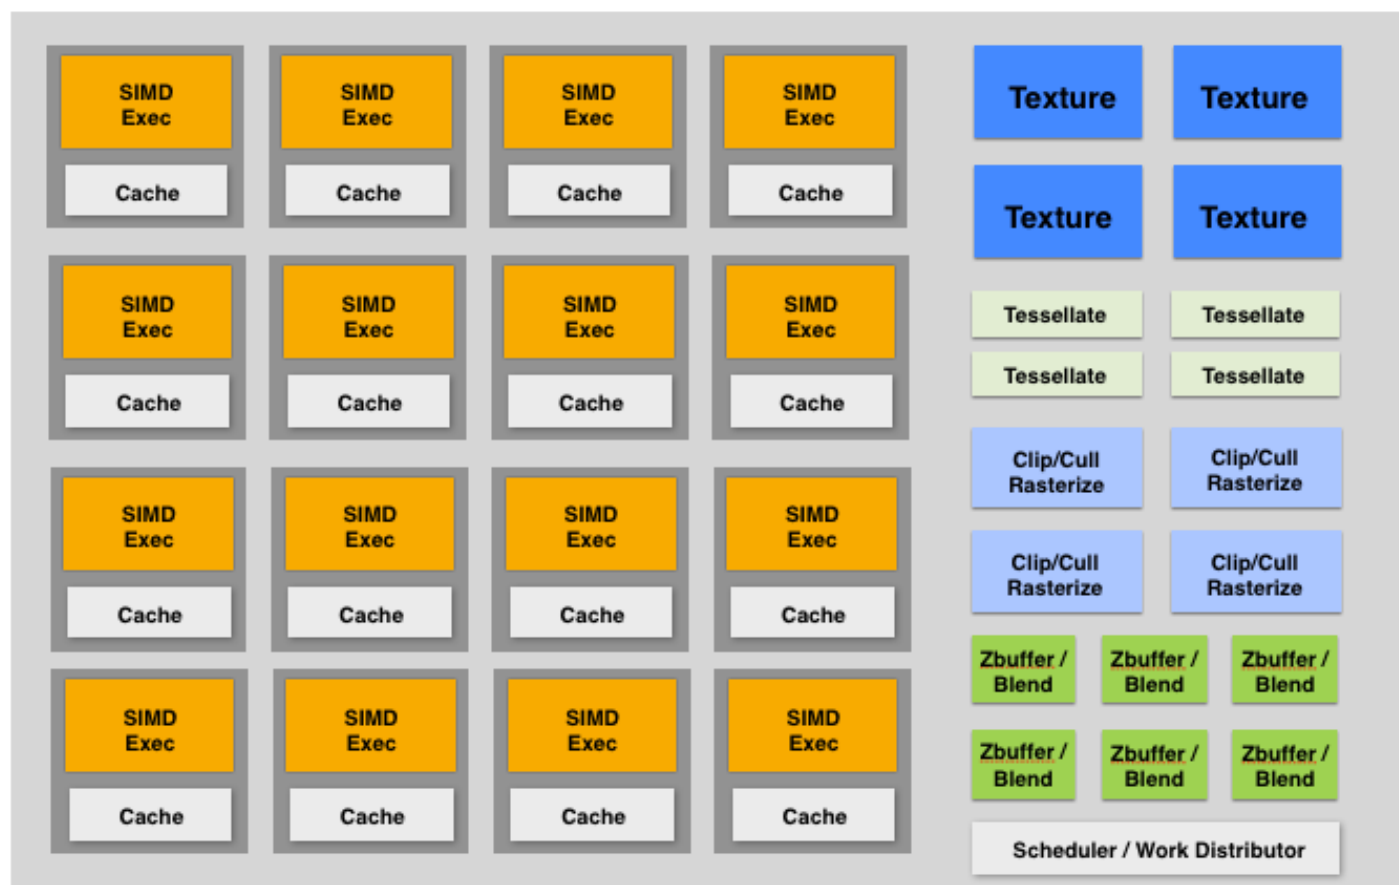 SIMD
Exec
SIMD
Exec
SIMD
Exec
SIMD
Exec
Cache
Cache
Cache
Cache
SIMD
Exec
SIMD
Exec
SIMD
Exec
SIMD
Exec
Cache
Cache
Cache
Cache
SIMD
Exec
SIMD
Exec
SIMD
Exec
SIMD
Exec
Cache
Cache
Cache
Cache
SIMD
Exec
SIMD
Exec
SIMD
Exec
SIMD
Exec
Cache
Cache
Cache
Cache
Texture
Texture
Texture
Texture
Tessellate
Tessellate
Tessellate
Tessellate
Clip/Cull
Rasterize
Clip/Cull
Rasterize
Clip/Cull
Rasterize
Clip/Cull
Rasterize
Zbuffer /
Blend
Zbuffer /
Blend
Zbuffer /
Blend
Zbuffer /
Blend
Zbuffer /
Blend
Zbuffer /
Blend
Scheduler / Work Distributor